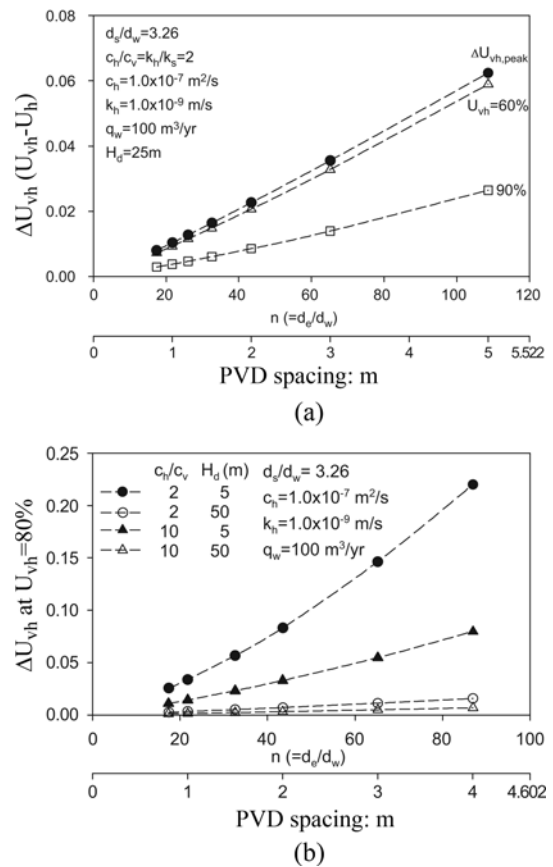 (a)
0.08
0.06
0.04
0.02
0.00
ΔU_vh (U_vh-U_h)
d_s/d_w=3.26
c_h/c_v=k_h/k_s=2
c_h=1.0x10⁻⁷ m²/s
k_h=1.0x10⁻⁹ m/s
q_w=100 m³/yr
H_d=25m
ΔU_vh,peak
U_vh=60%
90%
0 20 40 60 80 100 120
n (=d_e/d_w)
0 1 2 3 4 5 5.522
PVD spacing: m
(a)
0.25
0.20
0.15
0.10
0.05
0.00
ΔU_vh at U_vh=80%
c_h/c_v H_d (m) d_s/d_w = 3.26
2 5 c_h=1.0x10⁻⁷ m²/s
2 50 k_h=1.0x10⁻⁹ m/s
10 5 q_w=100 m³/yr
10 50
0 20 40 60 80 100
n (=d_e/d_w)
0 1 2 3 4 4.602
PVD spacing: m
(b)